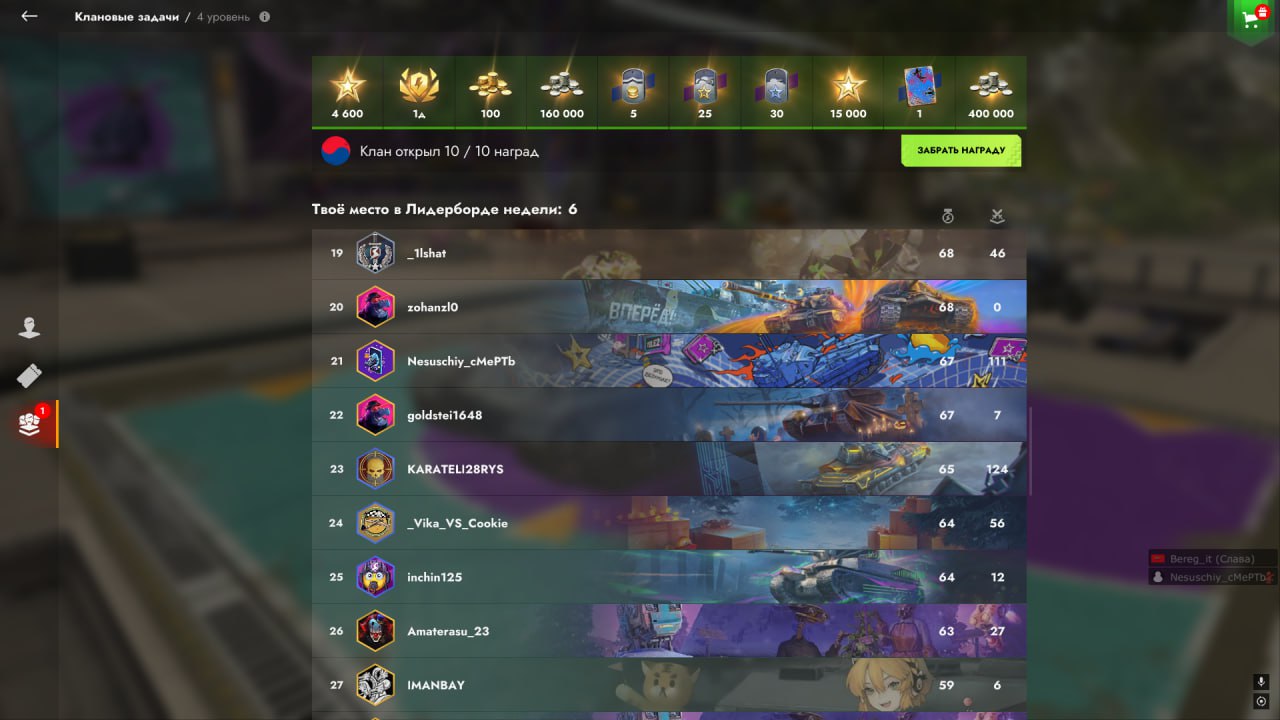 Клановые задачи / 4 уровень
4 600 1д 100 160 000 5 25 30 15 000 1 400 000
Клан открыл 10 / 10 наград
ЗАБРАТЬ НАГРАДУ
Твоё место в Лидерборде недели: 6
19 _1lshat 68 46
20 zohanzl0 ВПЕРЁД! 68 0
21 Nesuschiy_cMePTb 67 111
22 goldstei1648 67 7
23 KARATELI28RYS 65 124
24 _Vika_VS_Cookie 64 56
1
25 inchin125 64 12
26 Amaterasu_23 63 27
27 IMANBAY 59 6
Bereg_it (Слава)
Nesuschiy_cMePTb